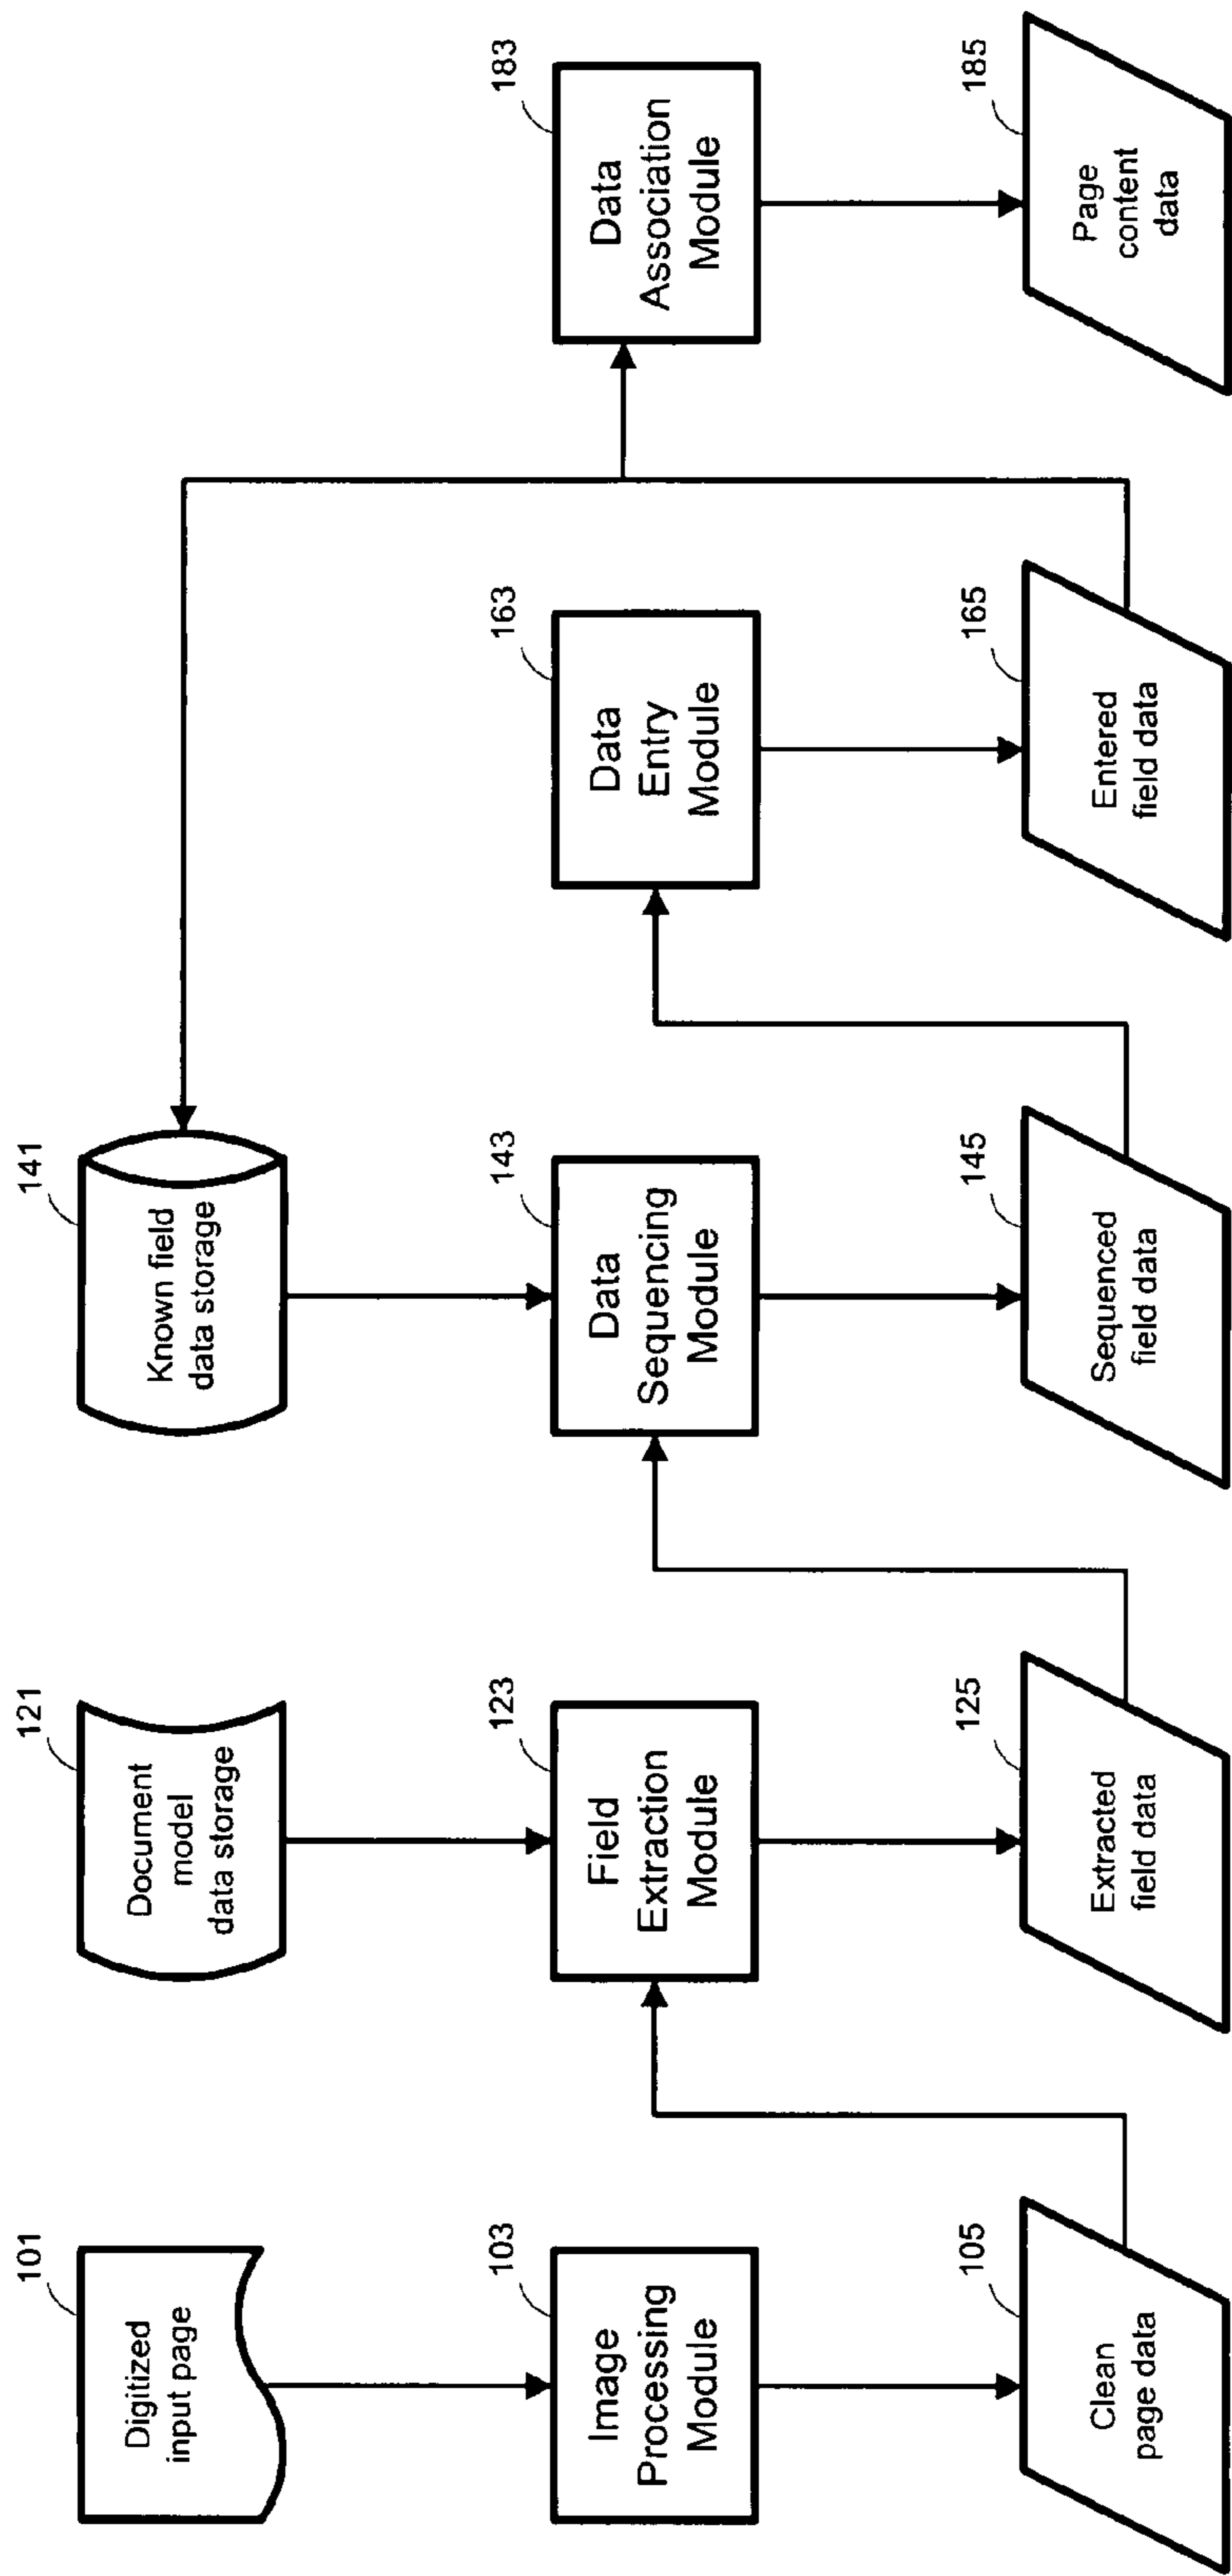 101
Digitized
input page
121
Document
model
data storage
141
Known field
data storage
103
Image
Processing
Module
123
Field
Extraction
Module
143
Data
Sequencing
Module
163
Data
Entry
Module
183
Data
Association
Module
105
Clean
page data
125
Extracted
field data
145
Sequenced
field data
165
Entered
field data
185
Page
content
data